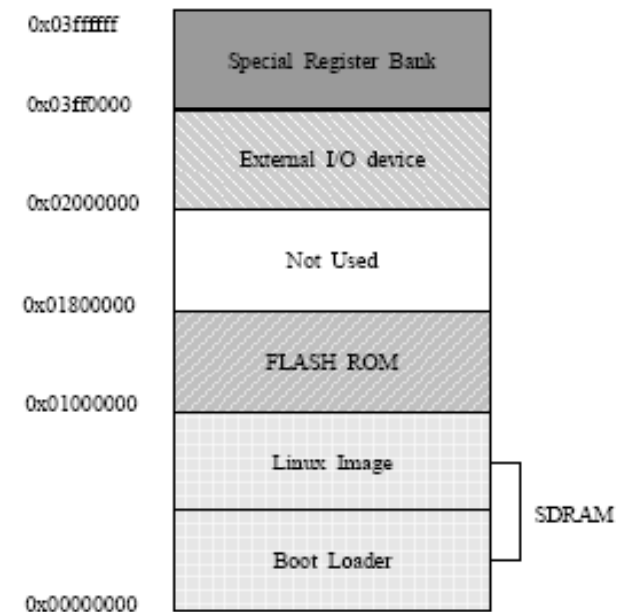 0x03ffffff
Special Register Bank
0x03ff0000
External I/O device
0x02000000
Not Used
0x01800000
FLASH ROM
0x01000000
Linux Image
SDRAM
Boot Loader
0x00000000